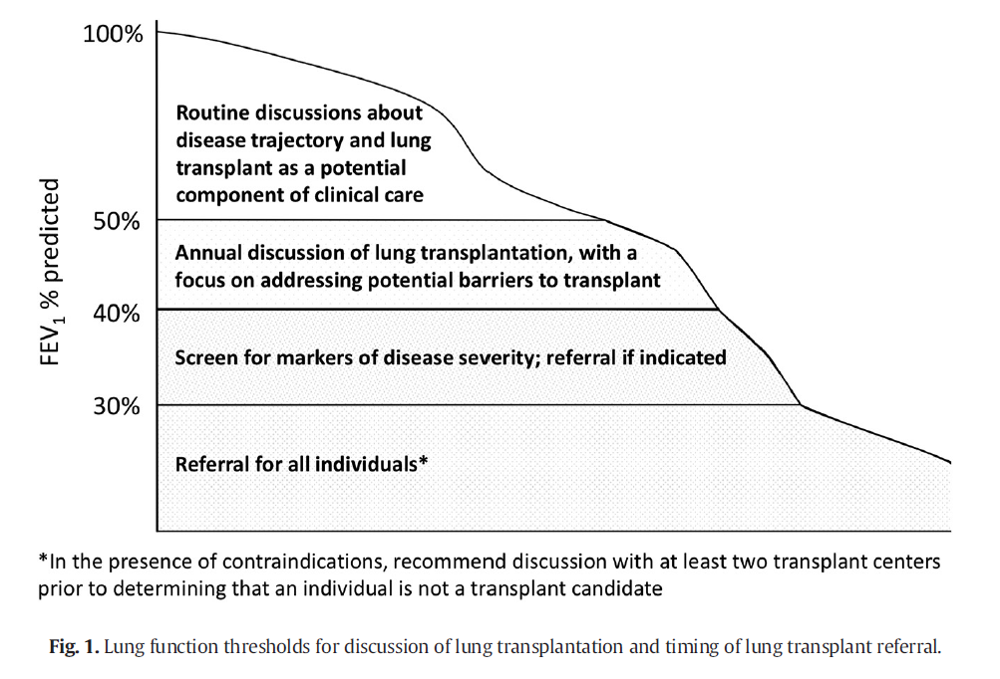 100%
Routine discussions about
disease trajectory and lung
transplant as a potential
component of clinical care
50%
Annual discussion of lung transplantation, with a
focus on addressing potential barriers to transplant
FEV1 % predicted
40%
Screen for markers of disease severity; referral if indicated
30%
Referral for all individuals*
*In the presence of contraindications, recommend discussion with at least two transplant centers
prior to determining that an individual is not a transplant candidate
Fig. 1. Lung function thresholds for discussion of lung transplantation and timing of lung transplant referral.